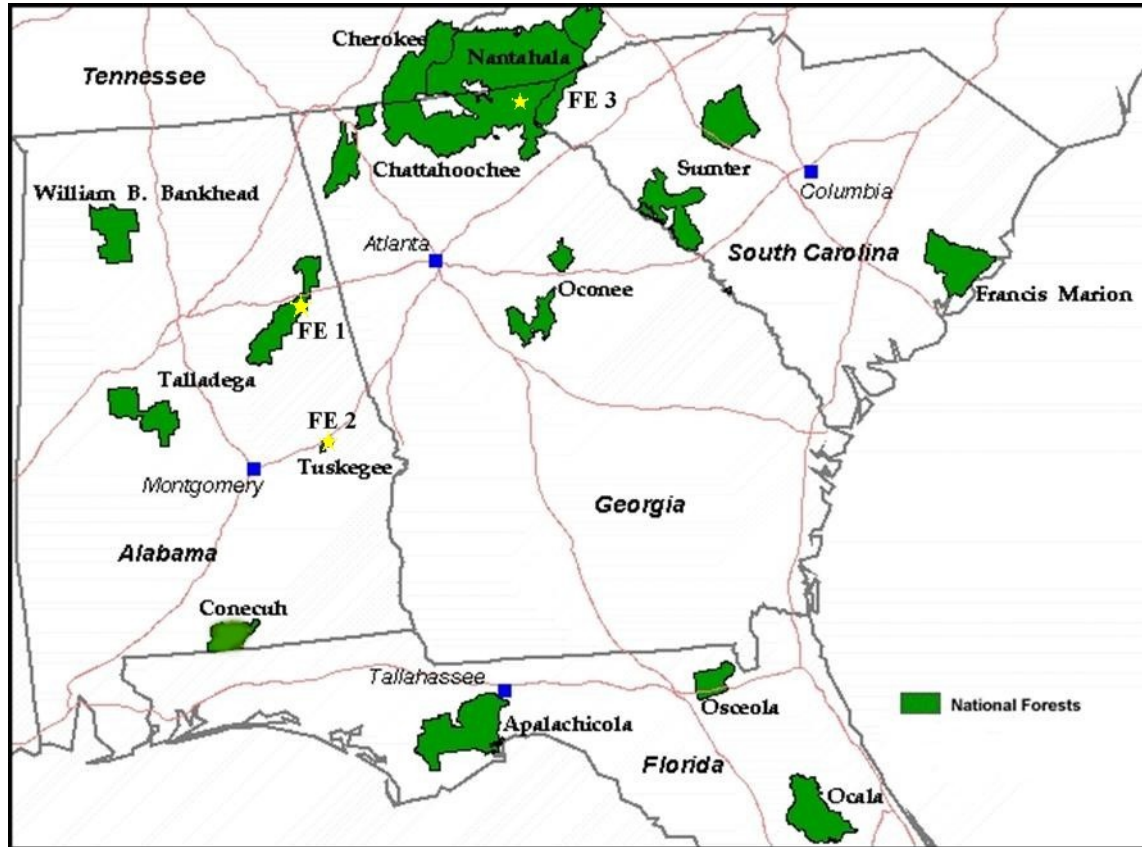 Cherokee
Nantahala
Tennessee
FE 3
Chattahoochee
Sumter
William B. Bankhead
Columbia
Atlanta
South Carolina
Oconee
Francis Marion
FE 1
Talladega
FE 2
Tuskegee
Montgomery
Georgia
Alabama
Conecuh
Tallahassee
Osceola
National Forests
Apalachicola
Florida
Ocala